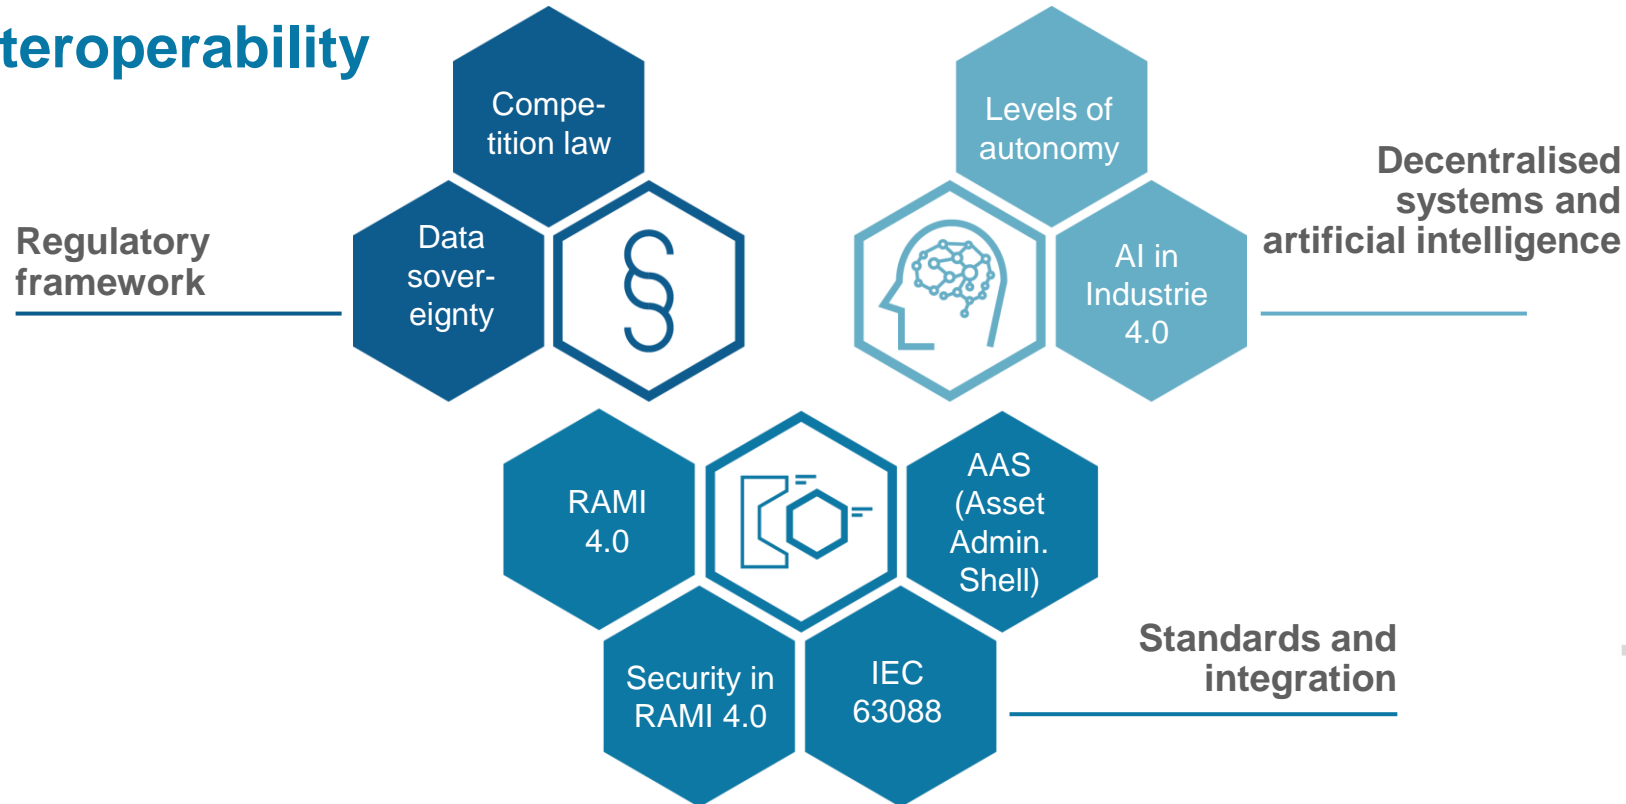 teroperability
Compe-
tition law
Data
sover-
eignty
Regulatory
framework
Levels of
autonomy
AI in
Industrie
4.0
Decentralised
systems and
artificial intelligence
RAMI
4.0
AAS
(Asset
Admin.
Shell)
Security in
RAMI 4.0
IEC
63088
Standards and
integration